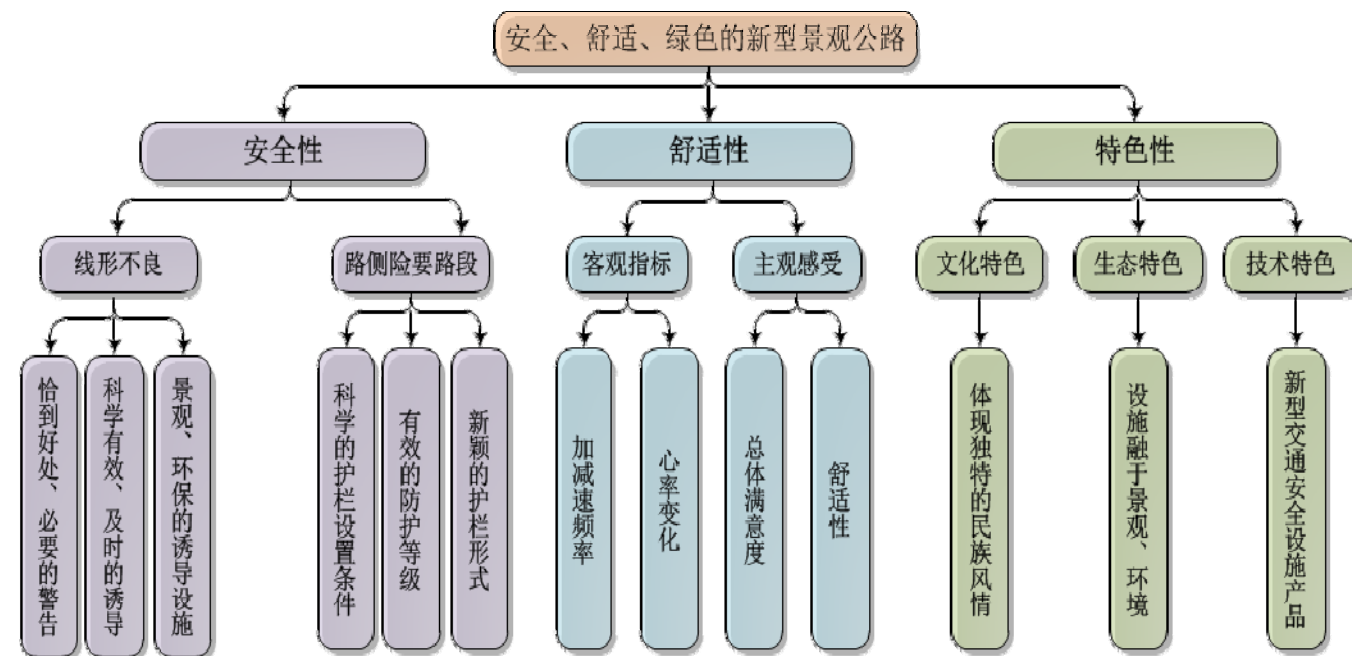 安全、舒适、绿色的新型景观公路
安全性
舒适性
特色性
线形不良
路侧险要路段
客观指标
主观感受
文化特色
生态特色
技术特色
恰到好处、必要的警告
科学有效、及时的诱导
景观、环保的诱导设施
科学的护栏设置条件
有效的防护等级
新颖的护栏形式
加减速频率
心率变化
总体满意度
舒适性
体现独特的民族风情
设施融于景观、环境
新型交通安全设施产品